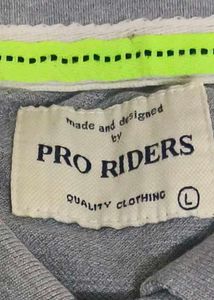 made and designed
by
PRO RIDERS
QUALITY CLOTHING L